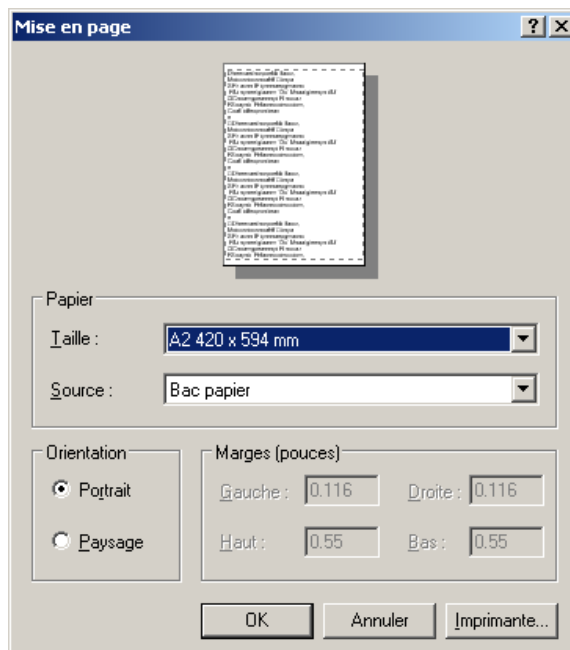 Mise en page
Papier
Taille :
A2 420 x 594 mm
Source :
Bac papier
Orientation
Portrait
Paysage
Marges (pouces)
Gauche :
0.116
Droite :
0.116
Haut :
0.55
Bas :
0.55
OK
Annuler
Imprimante...